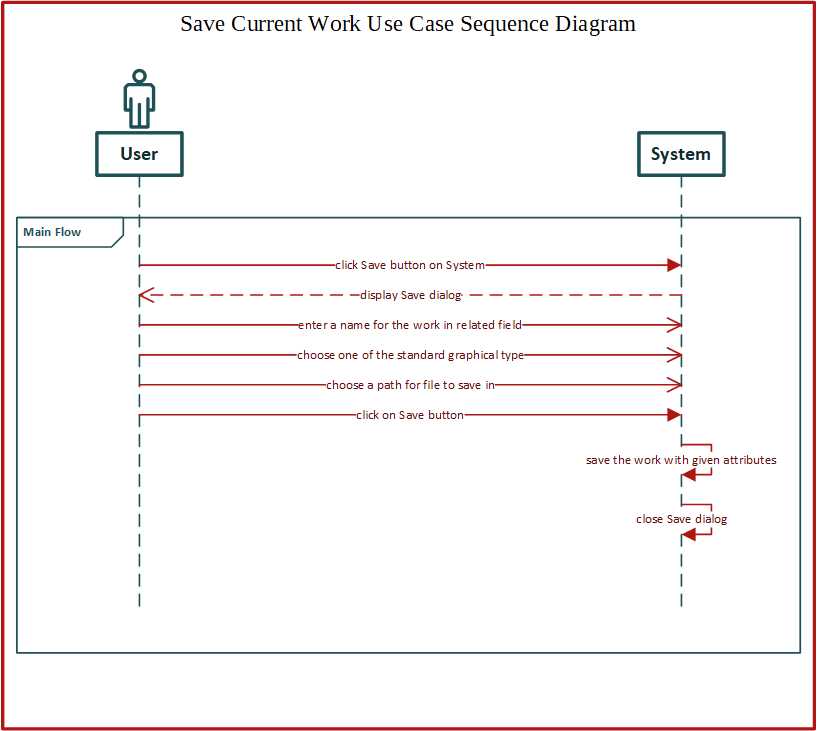 Save Current Work Use Case Sequence Diagram
User
System
Main Flow
click Save button on System
display Save dialog
enter a name for the work in related field
choose one of the standard graphical type
choose a path for file to save in
click on Save button
save the work with given attributes
close Save dialog